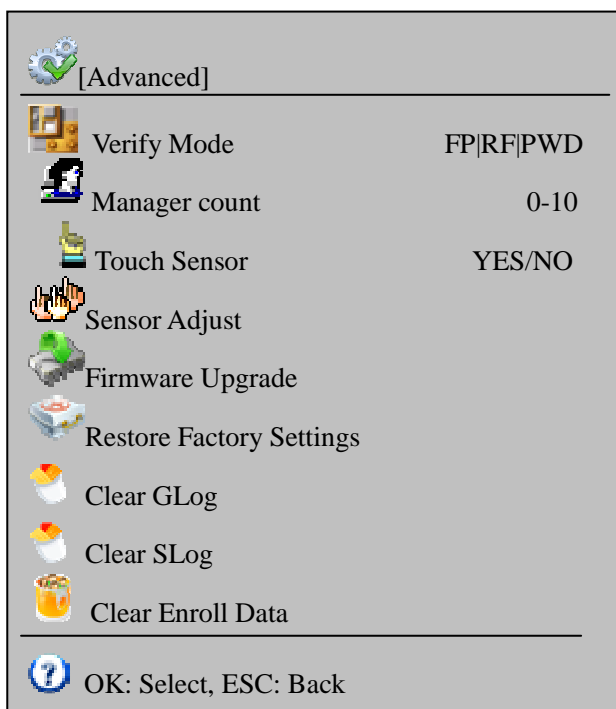 [Advanced]
Verify Mode FP|RF|PWD
Manager count 0-10
Touch Sensor YES/NO
Sensor Adjust
Firmware Upgrade
Restore Factory Settings
Clear GLog
Clear SLog
Clear Enroll Data
OK: Select, ESC: Back